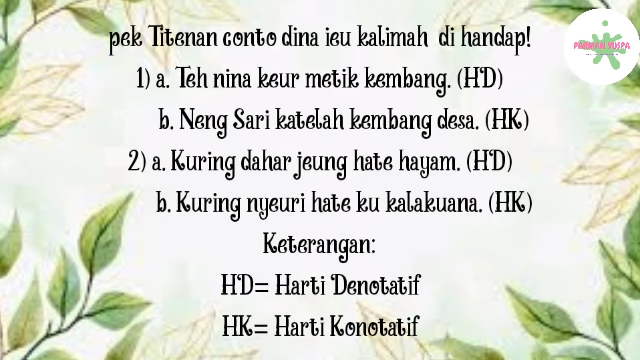 pek Titenan conto dina ieu kalimah di handap!
1) a. Teh nina keur metik kembang. (HD)
b. Neng Sari katelah kembang desa. (HK)
2) a. Kuring dahar jeung hate hayam. (HD)
b. Kuring nyeuri hate ku kalakuana. (HK)
Keterangan:
HD= Harti Denotatif
HK= Harti Konotatif
PARMAN YUSPA